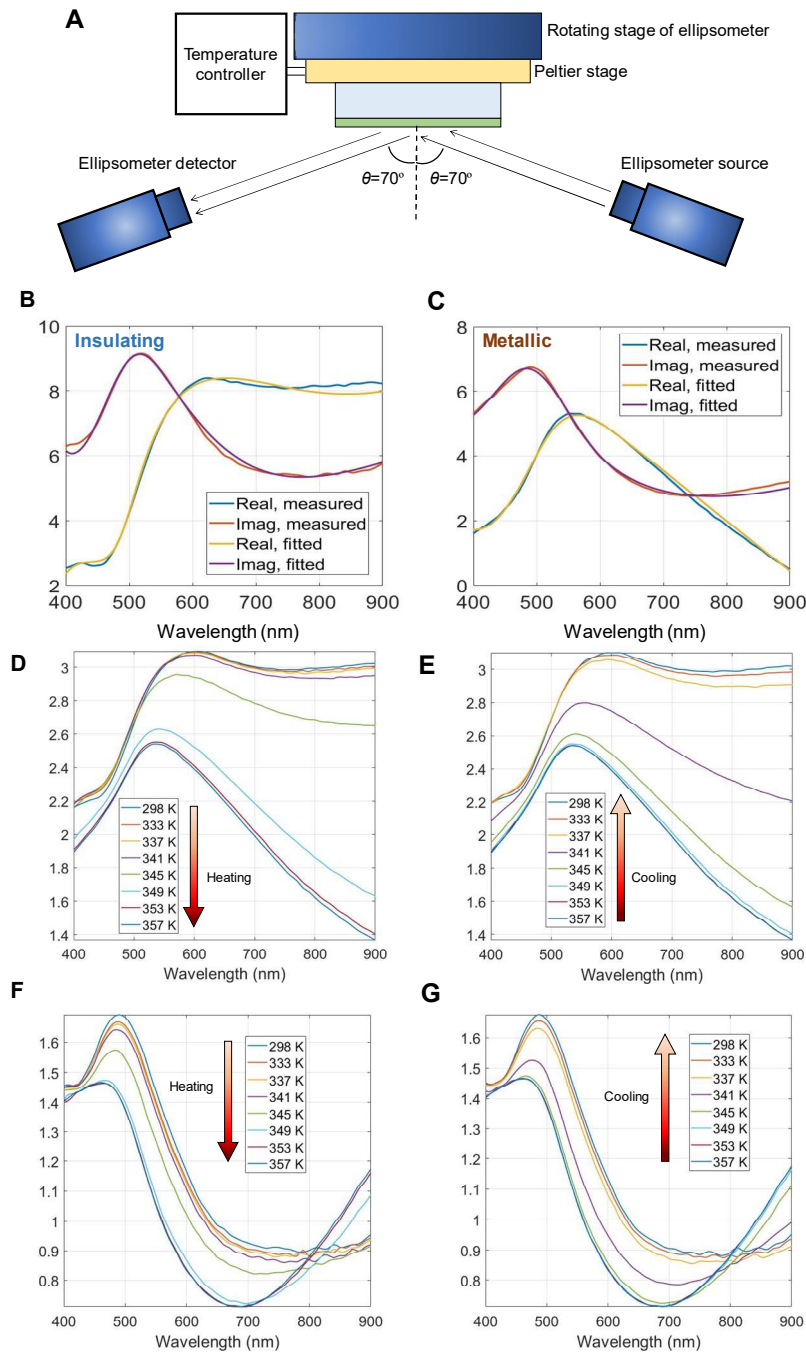 A
Temperature
controller
Rotating stage of ellipsometer
Peltier stage
Ellipsometer detector
θ=70°
θ=70°
Ellipsometer source
B
Insulating
10
8
6
4
2
Real, measured
Imag, measured
Real, fitted
Imag, fitted
400 500 600 700 800 900
Wavelength (nm)
C
Metallic
8
6
4
2
0
Real, measured
Imag, measured
Real, fitted
Imag, fitted
400 500 600 700 800 900
Wavelength (nm)
D
3
2.8
2.6
2.4
2.2
2
1.8
1.6
1.4
298 K
333 K
337 K
341 K
345 K
349 K
353 K
357 K
Heating
400 500 600 700 800 900
Wavelength (nm)
E
3
2.8
2.6
2.4
2.2
2
1.8
1.6
1.4
298 K
333 K
337 K
341 K
345 K
349 K
353 K
357 K
Cooling
400 500 600 700 800 900
Wavelength (nm)
F
1.6
1.5
1.4
1.3
1.2
1.1
1
0.9
0.8
Heating
298 K
333 K
337 K
341 K
345 K
349 K
353 K
357 K
400 500 600 700 800 900
Wavelength (nm)
G
1.6
1.5
1.4
1.3
1.2
1.1
1
0.9
0.8
Cooling
298 K
333 K
337 K
341 K
345 K
349 K
353 K
357 K
400 500 600 700 800 900
Wavelength (nm)